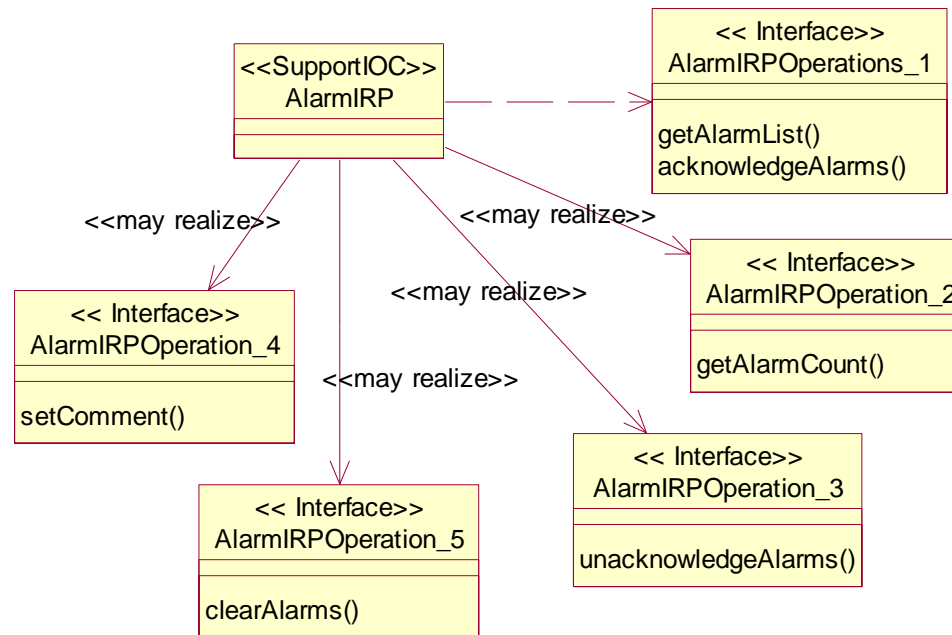 <<SupportIOC>>
AlarmIRP
<< Interface>>
AlarmIRPOperations_1
getAlarmList()
acknowledgeAlarms()
<<may realize>>
<<may realize>>
<<may realize>>
<<may realize>>
<< Interface>>
AlarmIRPOperation_2
getAlarmCount()
<< Interface>>
AlarmIRPOperation_4
setComment()
<< Interface>>
AlarmIRPOperation_3
unacknowledgeAlarms()
<< Interface>>
AlarmIRPOperation_5
clearAlarms()